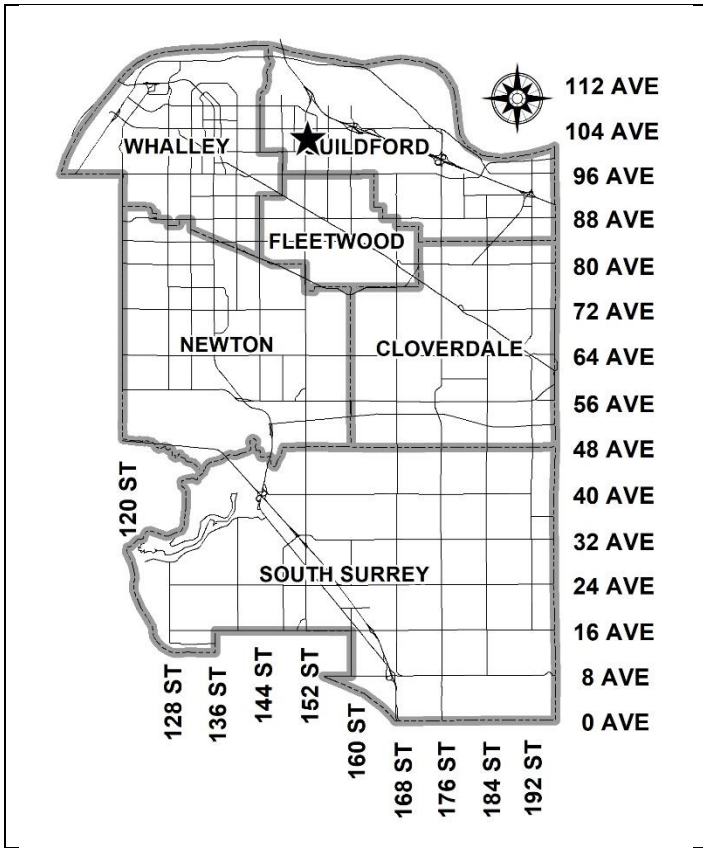 112 AVE
104 AVE
WHALLEY
UILDFORD
96 AVE
88 AVE
FLEETWOOD
80 AVE
72 AVE
NEWTON
CLOVERDALE
64 AVE
56 AVE
48 AVE
120 ST
40 AVE
32 AVE
SOUTH SURREY
24 AVE
16 AVE
8 AVE
128 ST
136 ST
144 ST
152 ST
160 ST
0 AVE
168 ST
176 ST
184 ST
192 ST